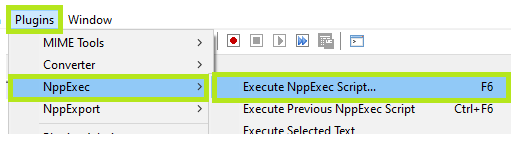 Plugins Window
MIME Tools
Converter
NppExec
Execute NppExec Script... F6
NppExport
Execute Previous NppExec Script Ctrl+F6
Execute Selected Text